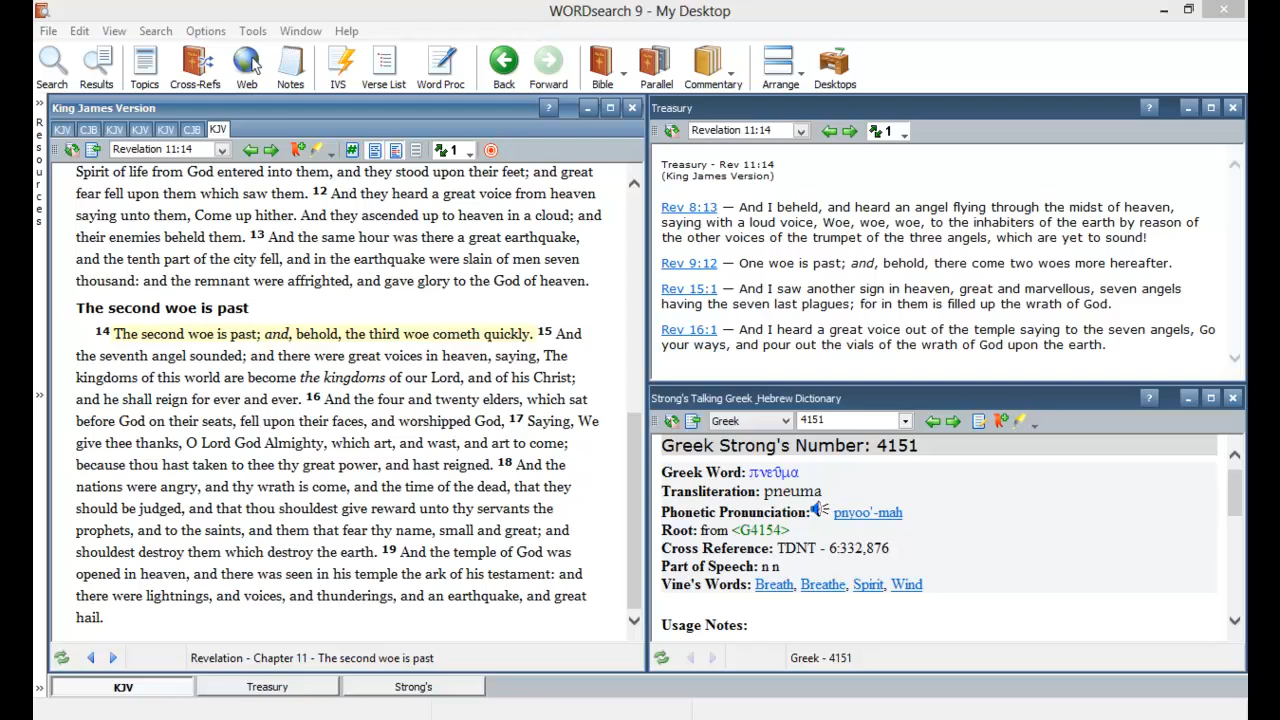 WORDsearch 9 - My Desktop
File Edit View Search Options Tools Window Help
Search Results Topics Cross-Refs Web Notes IVS Verse List Word Proc Back Forward Bible Parallel Commentary Arrange Desktops
Resources
King James Version
KJV CJB KJV KJV KJV CJB KJV
Revelation 11:14 1
Spirit of life from God entered into them, and they stood upon their feet; and great
fear fell upon them which saw them. 12 And they heard a great voice from heaven
saying unto them, Come up hither. And they ascended up to heaven in a cloud; and
their enemies beheld them. 13 And the same hour was there a great earthquake,
and the tenth part of the city fell, and in the earthquake were slain of men seven
thousand: and the remnant were affrighted, and gave glory to the God of heaven.
The second woe is past
14 The second woe is past; and, behold, the third woe cometh quickly. 15 And
the seventh angel sounded; and there were great voices in heaven, saying, The
kingdoms of this world are become the kingdoms of our Lord, and of his Christ;
and he shall reign for ever and ever. 16 And the four and twenty elders, which sat
before God on their seats, fell upon their faces, and worshipped God, 17 Saying, We
give thee thanks, O Lord God Almighty, which art, and wast, and art to come;
because thou hast taken to thee thy great power, and hast reigned. 18 And the
nations were angry, and thy wrath is come, and the time of the dead, that they
should be judged, and that thou shouldest give reward unto thy servants the
prophets, and to the saints, and them that fear thy name, small and great; and
shouldest destroy them which destroy the earth. 19 And the temple of God was
opened in heaven, and there was seen in his temple the ark of his testament: and
there were lightnings, and voices, and thunderings, and an earthquake, and great
hail.
Revelation - Chapter 11 - The second woe is past
Treasury
Revelation 11:14 1
Treasury - Rev 11:14
(King James Version)
Rev 8:13 — And I beheld, and heard an angel flying through the midst of heaven,
saying with a loud voice, Woe, woe, woe, to the inhabiters of the earth by reason of
the other voices of the trumpet of the three angels, which are yet to sound!
Rev 9:12 — One woe is past; and, behold, there come two woes more hereafter.
Rev 15:1 — And I saw another sign in heaven, great and marvellous, seven angels
having the seven last plagues; for in them is filled up the wrath of God.
Rev 16:1 — And I heard a great voice out of the temple saying to the seven angels, Go
your ways, and pour out the vials of the wrath of God upon the earth.
Strong's Talking Greek _Hebrew Dictionary
Greek 4151
Greek Strong's Number: 4151
Greek Word: πνεῦμα
Transliteration: pneuma
Phonetic Pronunciation: pnyoo'-mah
Root: from <G4154>
Cross Reference: TDNT - 6:332,876
Part of Speech: n n
Vine's Words: Breath, Breathe, Spirit, Wind
Usage Notes:
Greek - 4151
KJV Treasury Strong's